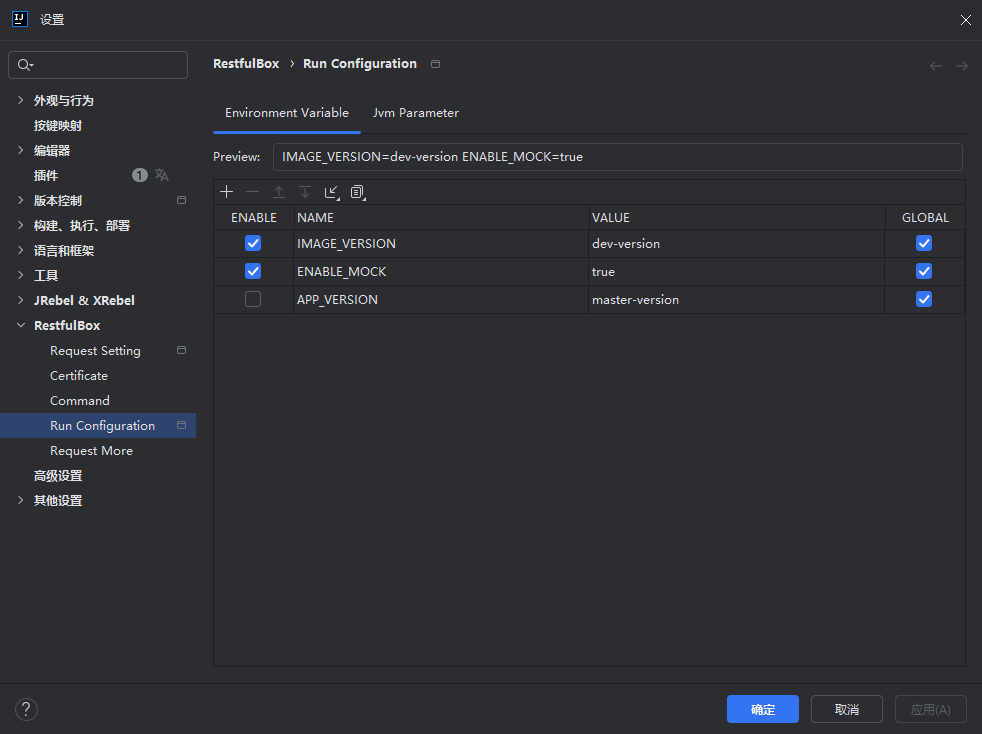 设置
RestfulBox › Run Configuration
外观与行为
按键映射
编辑器
插件 1
版本控制
构建、执行、部署
语言和框架
工具
JRebel & XRebel
RestfulBox
Request Setting
Certificate
Command
Run Configuration
Request More
高级设置
其他设置
Environment Variable Jvm Parameter
Preview: IMAGE_VERSION=dev-version ENABLE_MOCK=true
ENABLE NAME VALUE GLOBAL
IMAGE_VERSION dev-version
ENABLE_MOCK true
APP_VERSION master-version
? 确定 取消 应用(A)